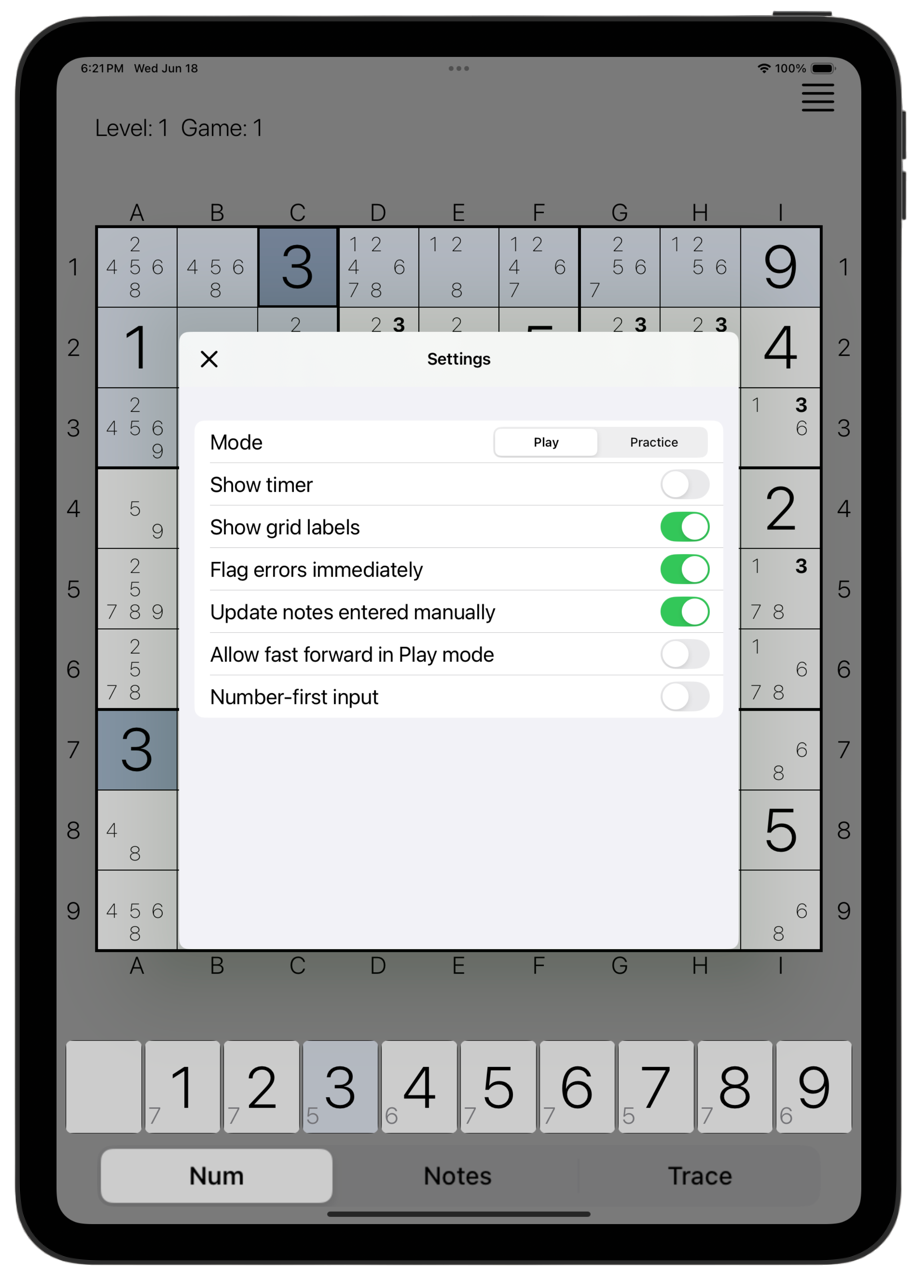 6:21 PM Wed Jun 18 100%
Level: 1 Game: 1
A B C D E F G H I
1 2 4 5 6 8 4 5 6 8 3 1 2 4 6 7 8 1 2 8 1 2 4 6 7 2 5 6 7 1 2 5 6 9 1
2 1 2 2 3 2 2 3 2 3 4 2
Settings
3 2 4 5 6 9 1 3 6 3
Mode Play Practice
Show timer
4 5 9 2 4
Show grid labels
Flag errors immediately
5 2 5 7 8 9 1 3 7 8 5
Update notes entered manually
Allow fast forward in Play mode
6 2 5 7 8 1 6 7 8 6
Number-first input
7 3 6 8 7
8 4 8 5 8
9 4 5 6 8 6 8 9
A B C D E F G H I
1 2 3 4 5 6 7 8 9
7 7 5 6 7 7 5 7 6
Num Notes Trace